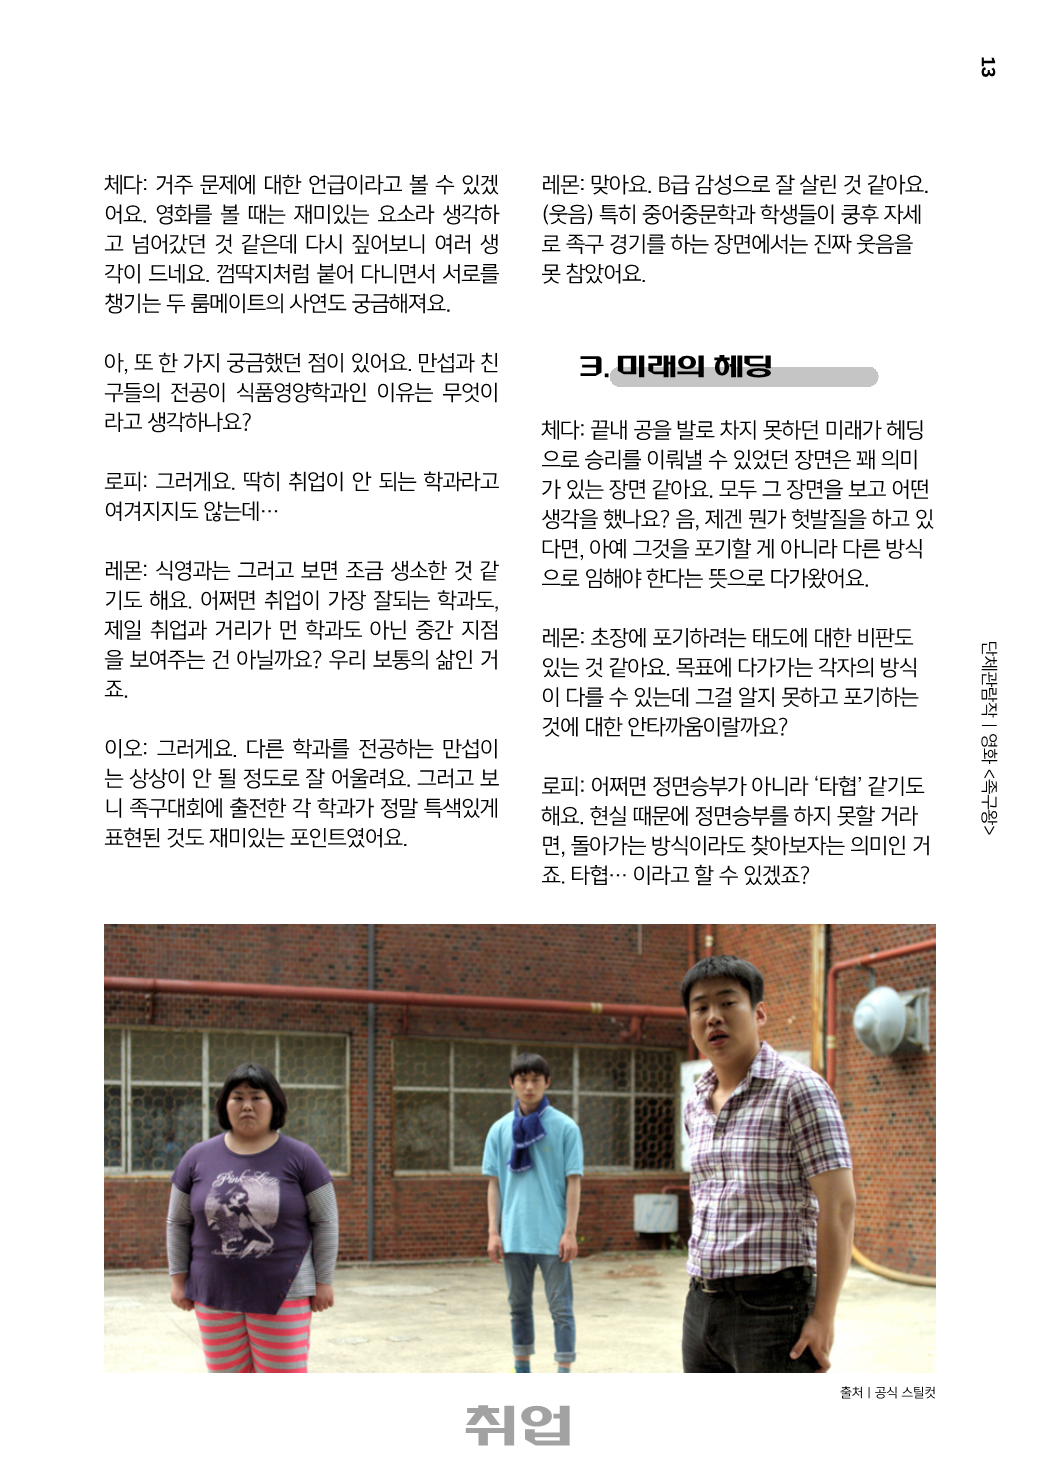 13
체다: 거주 문제에 대한 언급이라고 볼 수 있겠
어요. 영화를 볼 때는 재미있는 요소라 생각하
고 넘어갔던 것 같은데 다시 짚어보니 여러 생
각이 드네요. 껌딱지처럼 붙어 다니면서 서로를
챙기는 두 룸메이트의 사연도 궁금해져요.
아, 또 한 가지 궁금했던 점이 있어요. 만섭과 친
구들의 전공이 식품영양학과인 이유는 무엇이
라고 생각하나요?
로피: 그러게요. 딱히 취업이 안 되는 학과라고
여겨지지도 않는데…
레몬: 식영과는 그러고 보면 조금 생소한 것 같
기도 해요. 어쩌면 취업이 가장 잘되는 학과도,
제일 취업과 거리가 먼 학과도 아닌 중간 지점
을 보여주는 건 아닐까요? 우리 보통의 삶인 거
죠.
이오: 그러게요. 다른 학과를 전공하는 만섭이
는 상상이 안 될 정도로 잘 어울려요. 그러고 보
니 족구대회에 출전한 각 학과가 정말 특색있게
표현된 것도 재미있는 포인트였어요.
레몬: 맞아요. B급 감성으로 잘 살린 것 같아요.
(웃음) 특히 중어중문학과 학생들이 쿵후 자세
로 족구 경기를 하는 장면에서는 진짜 웃음을
못 참았어요.
3. 미래의 헤딩
체다: 끝내 공을 발로 차지 못하던 미래가 헤딩
으로 승리를 이뤄낼 수 있었던 장면은 꽤 의미
가 있는 장면 같아요. 모두 그 장면을 보고 어떤
생각을 했나요? 음, 제겐 뭔가 헛발질을 하고 있
다면, 아예 그것을 포기할 게 아니라 다른 방식
으로 임해야 한다는 뜻으로 다가왔어요.
레몬: 초장에 포기하려는 태도에 대한 비판도
있는 것 같아요. 목표에 다가가는 각자의 방식
이 다를 수 있는데 그걸 알지 못하고 포기하는
것에 대한 안타까움이랄까요?
로피: 어쩌면 정면승부가 아니라 ‘타협’ 같기도
해요. 현실 때문에 정면승부를 하지 못할 거라
면, 돌아가는 방식이라도 찾아보자는 의미인 거
죠. 타협… 이라고 할 수 있겠죠?
단체관람작 | 영화 <족구왕>
출처 | 공식 스틸컷
취업